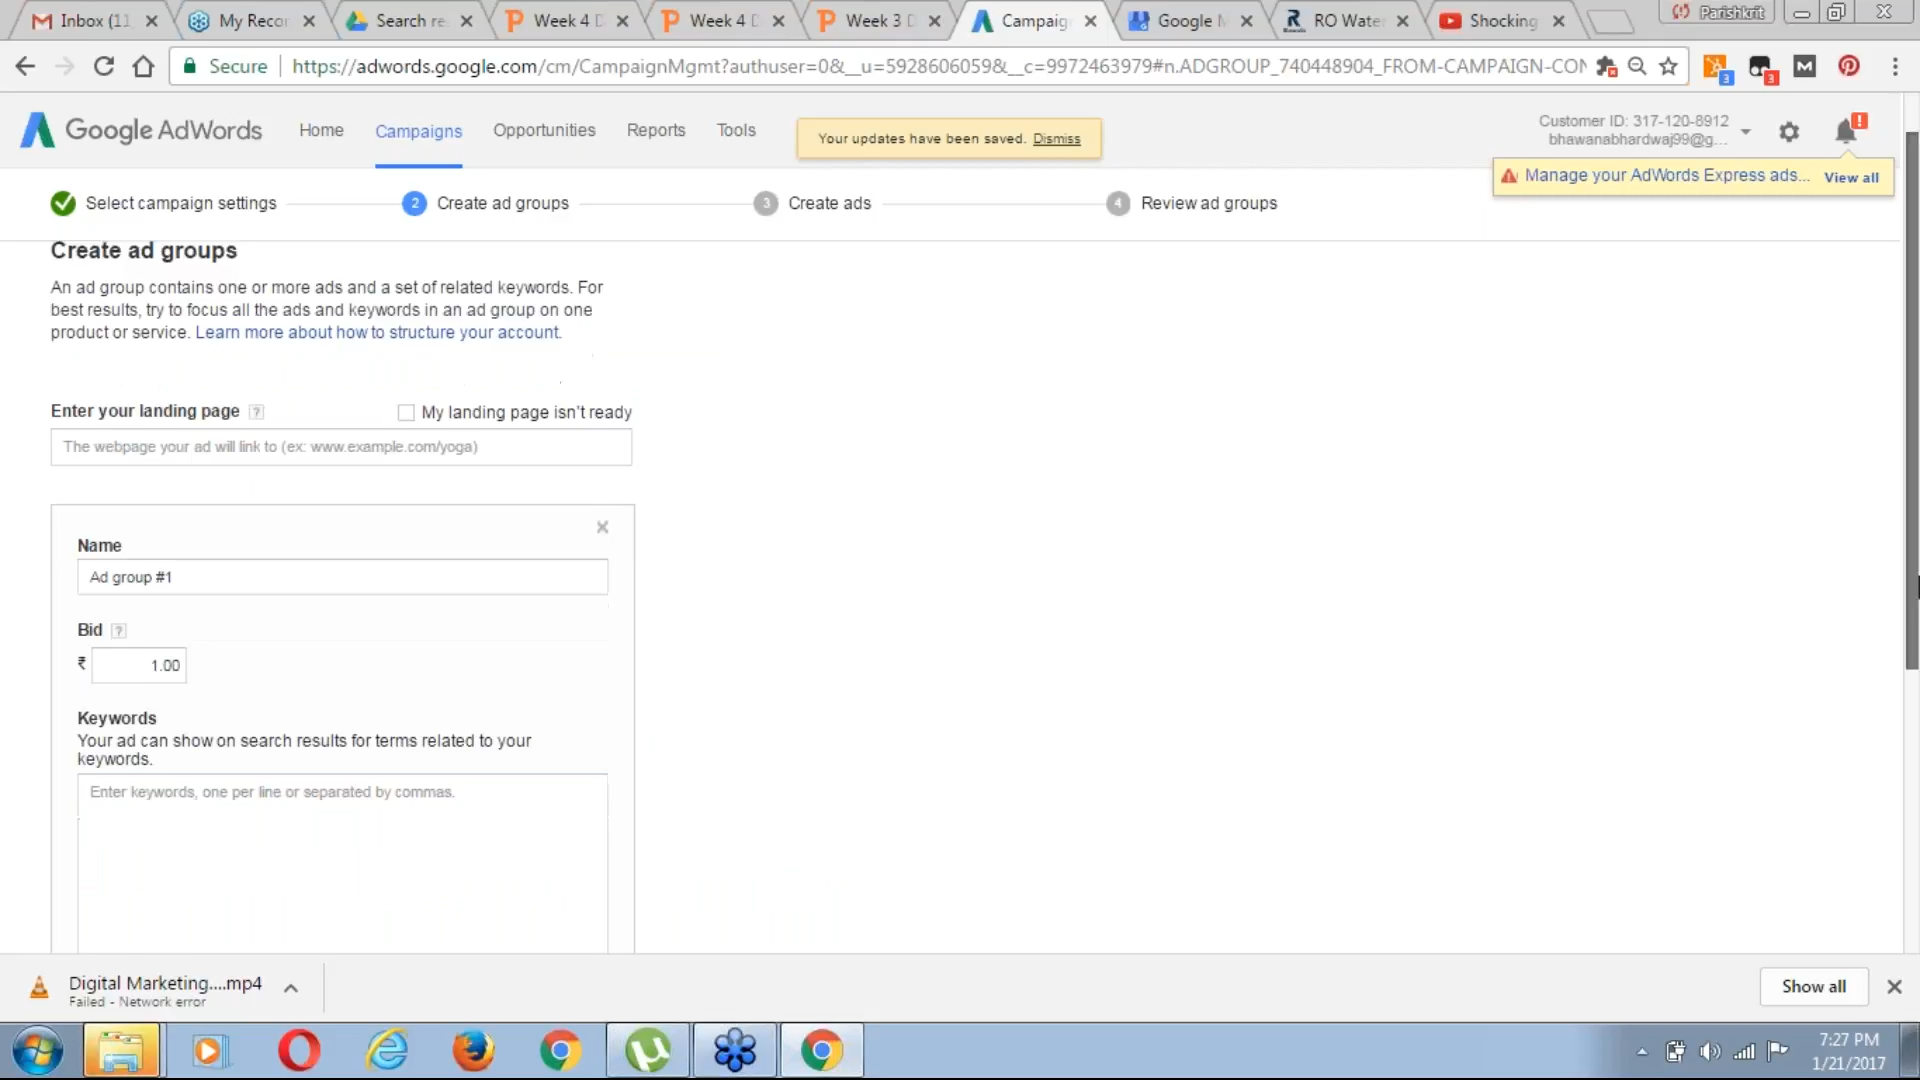 Inbox (11
My Recor
Search re
Week 4 D
Week 4 D
Week 3 D
Campaig
Google M
RO Wate
Shocking
Parishkrit
Secure
https://adwords.google.com/cm/CampaignMgmt?authuser=0&__u=5928606059&__c=9972463979#n.ADGROUP_740448904_FROM-CAMPAIGN-CON
3
3
Google AdWords
Home
Campaigns
Opportunities
Reports
Tools
Your updates have been saved. Dismiss
Customer ID: 317-120-8912
bhawanabhardwaj99@g...
!
Manage your AdWords Express ads... View all
Select campaign settings
2 Create ad groups
3 Create ads
4 Review ad groups
Create ad groups
An ad group contains one or more ads and a set of related keywords. For
best results, try to focus all the ads and keywords in an ad group on one
product or service. Learn more about how to structure your account.
Enter your landing page ?
My landing page isn't ready
The webpage your ad will link to (ex: www.example.com/yoga)
Name
Ad group #1
Bid ?
₹ 1.00
Keywords
Your ad can show on search results for terms related to your
keywords.
Enter keywords, one per line or separated by commas.
Digital Marketing....mp4
Failed - Network error
Show all
7:27 PM
1/21/2017